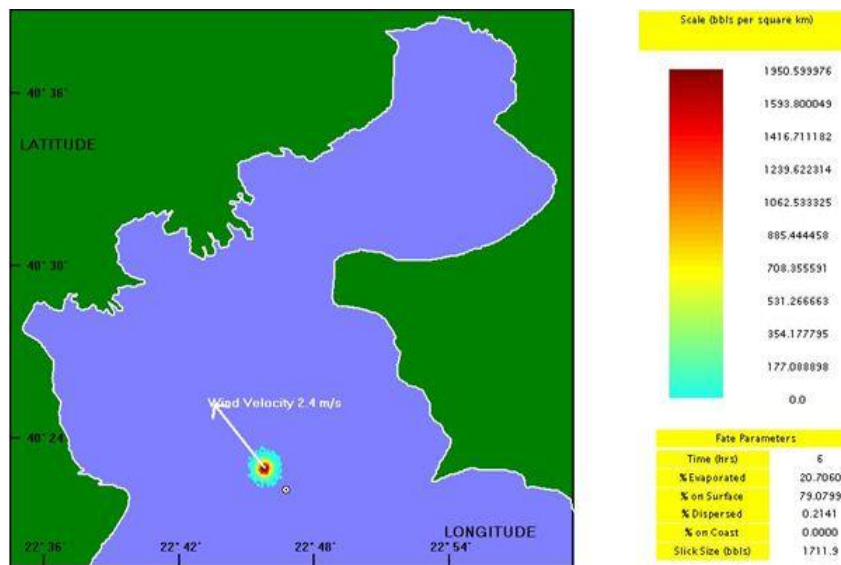 40° 36'
LATITUDE
40° 30'
Wind Velocity 2.4 m/s
40° 24'
LONGITUDE
22° 36'
22° 42'
22° 48'
22° 54'
Scale (bbls per square km)
1950.599976
1593.800049
1416.711182
1239.622314
1062.533325
885.444458
708.355591
531.266663
354.177795
177.088898
0.0
Fate Parameters
Time (hrs) 6
% Evaporated 20.7060
% on Surface 79.0799
% Dispersed 0.2141
% on Coast 0.0000
Slick Size (bbls) 1711.9